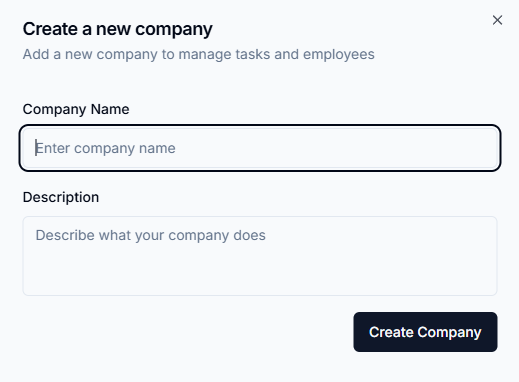 Create a new company
Add a new company to manage tasks and employees
Company Name
Enter company name
Description
Describe what your company does
Create Company